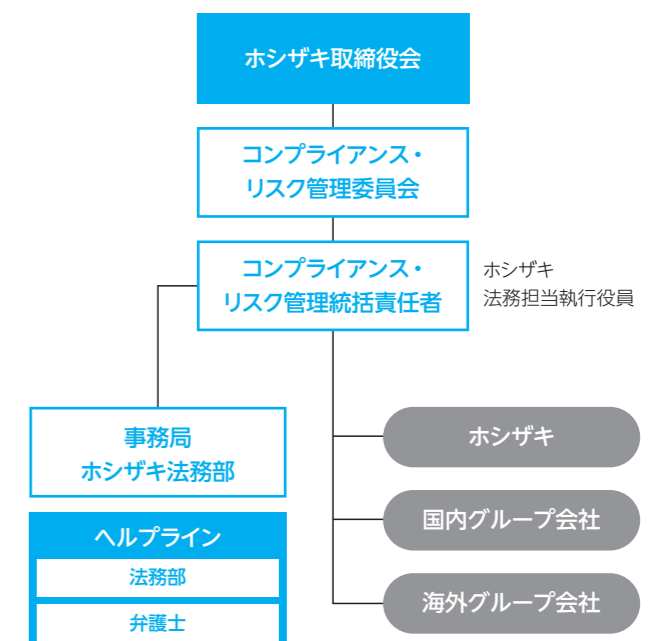 ホシザキ取締役会
コンプライアンス・
リスク管理委員会
コンプライアンス・
リスク管理統括責任者
ホシザキ
法務担当執行役員
事務局
ホシザキ法務部
ヘルプライン
法務部
弁護士
ホシザキ
国内グループ会社
海外グループ会社